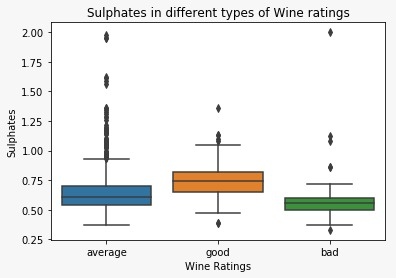 Sulphates in different types of Wine ratings
2.00
1.75
1.50
1.25
1.00
0.75
0.50
0.25
Sulphates
average good bad
Wine Ratings